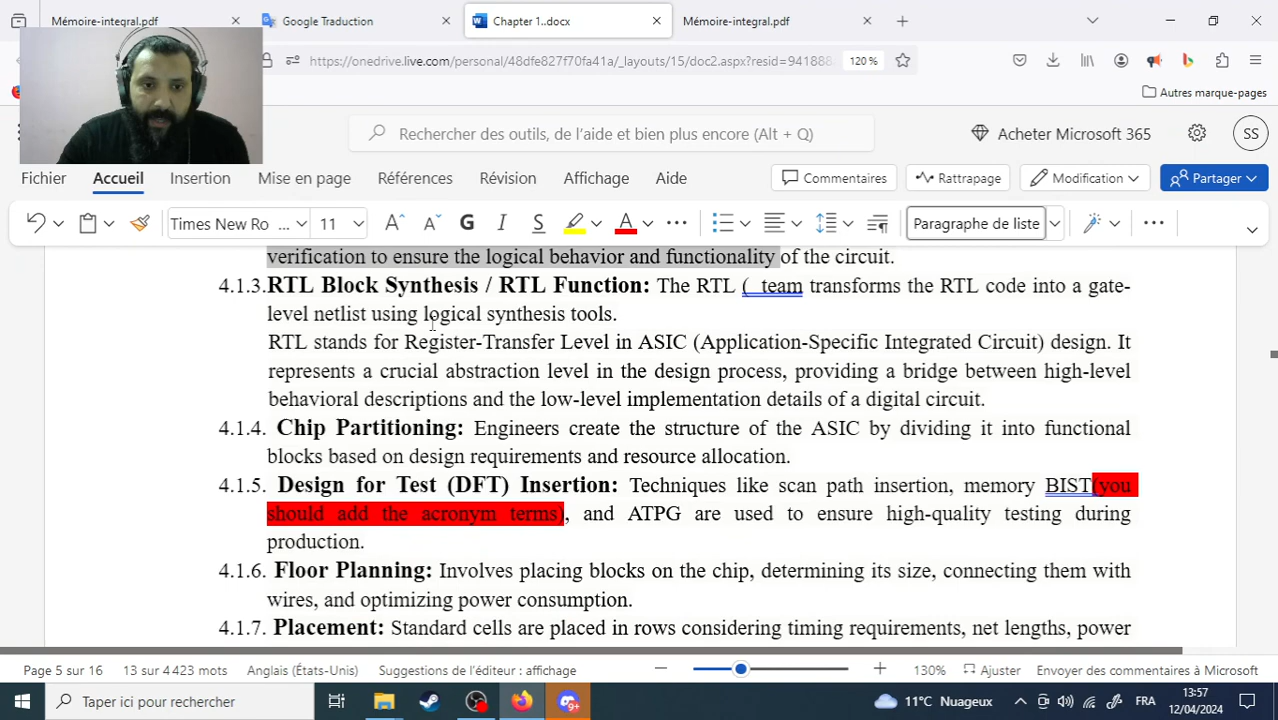 Mémoire-integral.pdf
Google Traduction
Chapter 1..docx
Mémoire-integral.pdf
https://onedrive.live.com/personal/48dfe827f70fa41a/_layouts/15/doc2.aspx?resid=941888
120 %
Autres marque-pages
Rechercher des outils, de l'aide et bien plus encore (Alt + Q)
Acheter Microsoft 365
SS
Fichier Accueil Insertion Mise en page Références Révision Affichage Aide
Commentaires Rattrapage Modification Partager
Times New Ro ... 11 A A G I S A ... Paragraphe de liste ...
verification to ensure the logical behavior and functionality of the circuit.
4.1.3.RTL Block Synthesis / RTL Function: The RTL ( team transforms the RTL code into a gate-
level netlist using logical synthesis tools.
RTL stands for Register-Transfer Level in ASIC (Application-Specific Integrated Circuit) design. It
represents a crucial abstraction level in the design process, providing a bridge between high-level
behavioral descriptions and the low-level implementation details of a digital circuit.
4.1.4. Chip Partitioning: Engineers create the structure of the ASIC by dividing it into functional
blocks based on design requirements and resource allocation.
4.1.5. Design for Test (DFT) Insertion: Techniques like scan path insertion, memory BIST(you
should add the acronym terms), and ATPG are used to ensure high-quality testing during
production.
4.1.6. Floor Planning: Involves placing blocks on the chip, determining its size, connecting them with
wires, and optimizing power consumption.
4.1.7. Placement: Standard cells are placed in rows considering timing requirements, net lengths, power
Page 5 sur 16 13 sur 4 423 mots Anglais (États-Unis) Suggestions de l'éditeur : affichage 130% Ajuster Envoyer des commentaires à Microsoft
Taper ici pour rechercher
9+
11°C Nuageux
FRA
13:57
12/04/2024